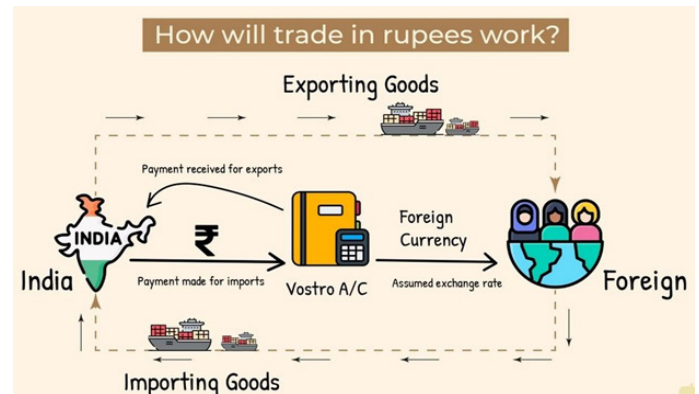 How will trade in rupees work?
Exporting Goods
Payment received for exports
INDIA
₹
Foreign
Currency
India
Payment made for imports
Vostro A/C
Assumed exchange rate
Foreign
Importing Goods